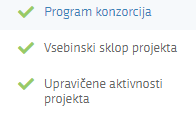 Program konzorcija
Vsebinski sklop projekta
Upravičene aktivnosti
projekta